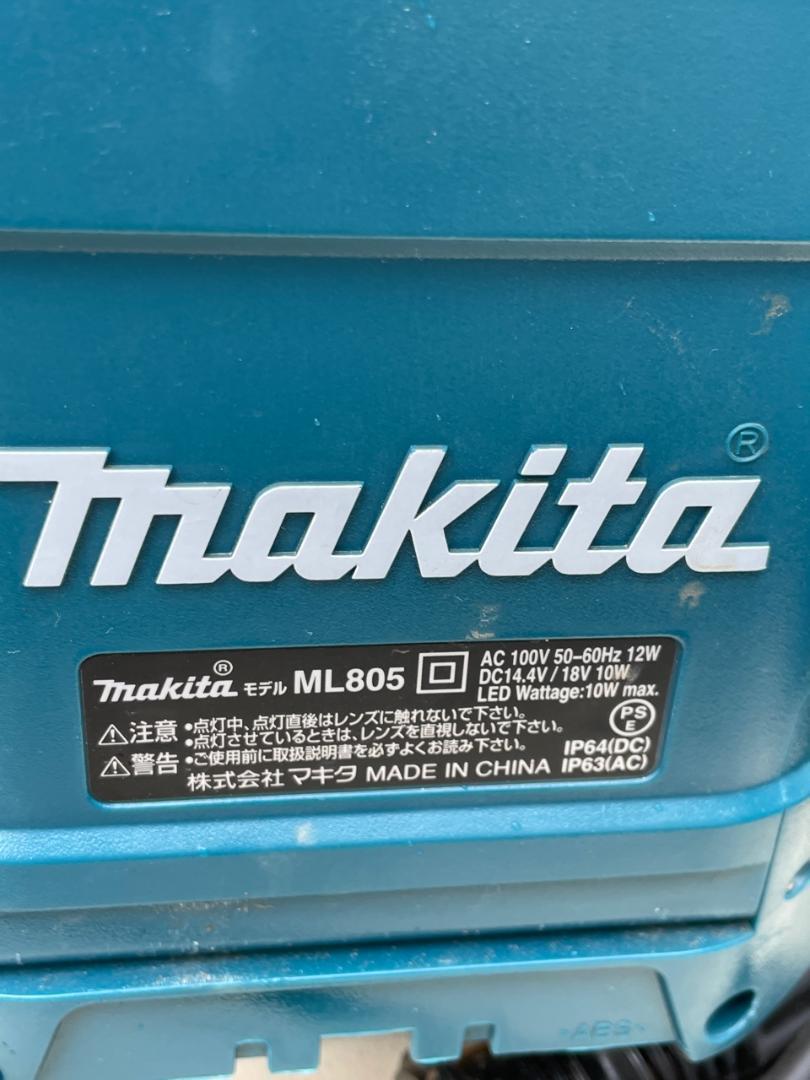 makita®
makita® モデル ML805
AC 100V 50-60Hz 12W
DC14.4V/18V 10W
LED Wattage:10W max.
⚠注意 •点灯中、点灯直後はレンズに触れないで下さい。
•点灯させているときは、レンズを直視しないで下さい。
⚠警告 •ご使用前に取扱説明書を必ずよくお読み下さい。
PS
E
IP64(DC)
株式会社マキタ MADE IN CHINA IP63(AC)
>ABS<